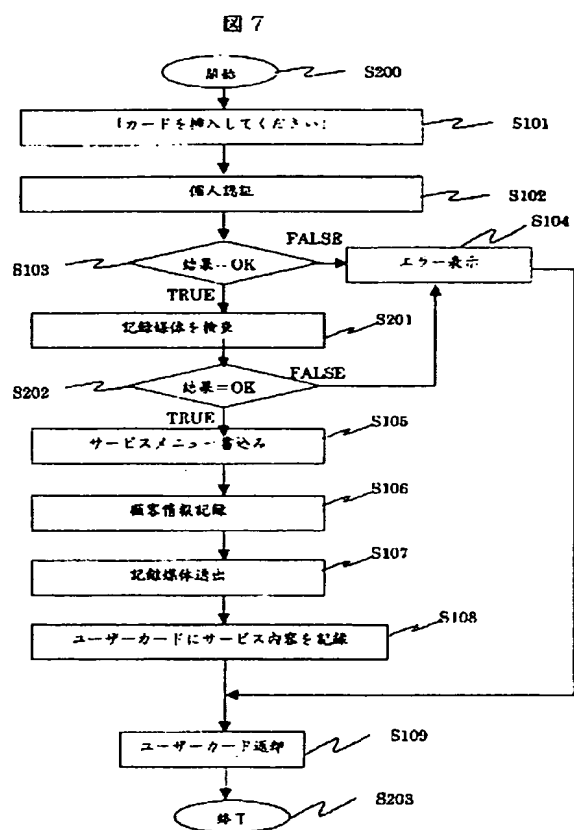 図 7
開始
S200
「カードを挿入してください」
S101
個人認証
S102
S104
FALSE
結果=OK
S103
エラー表示
TRUE
記録媒体を検査
S201
結果=OK
FALSE
S202
TRUE
サービスメニュー書込み
S105
顧客情報記録
S106
記録媒体送出
S107
ユーザーカードにサービス内容を記録
S108
ユーザーカード返却
S109
終了
S203